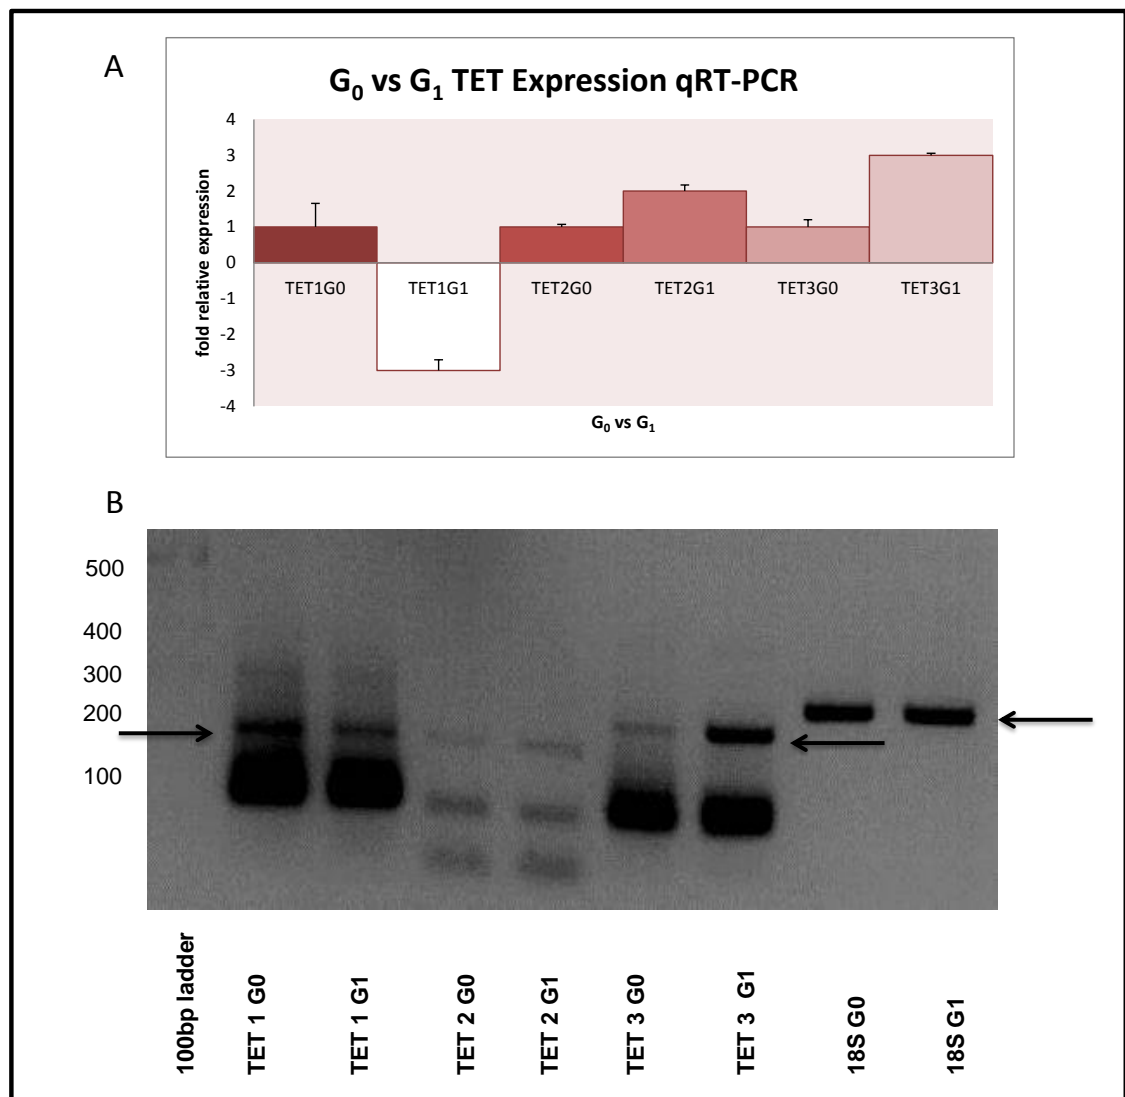 A
G₀ vs G₁ TET Expression qRT-PCR
fold relative expression
4
3
2
1
0
-1
-2
-3
-4
TET1G0 TET1G1 TET2G0 TET2G1 TET3G0 TET3G1
G₀ vs G₁
B
500
400
300
200
100
100bp ladder
TET 1 G0
TET 1 G1
TET 2 G0
TET 2 G1
TET 3 G0
TET 3 G1
18S G0
18S G1